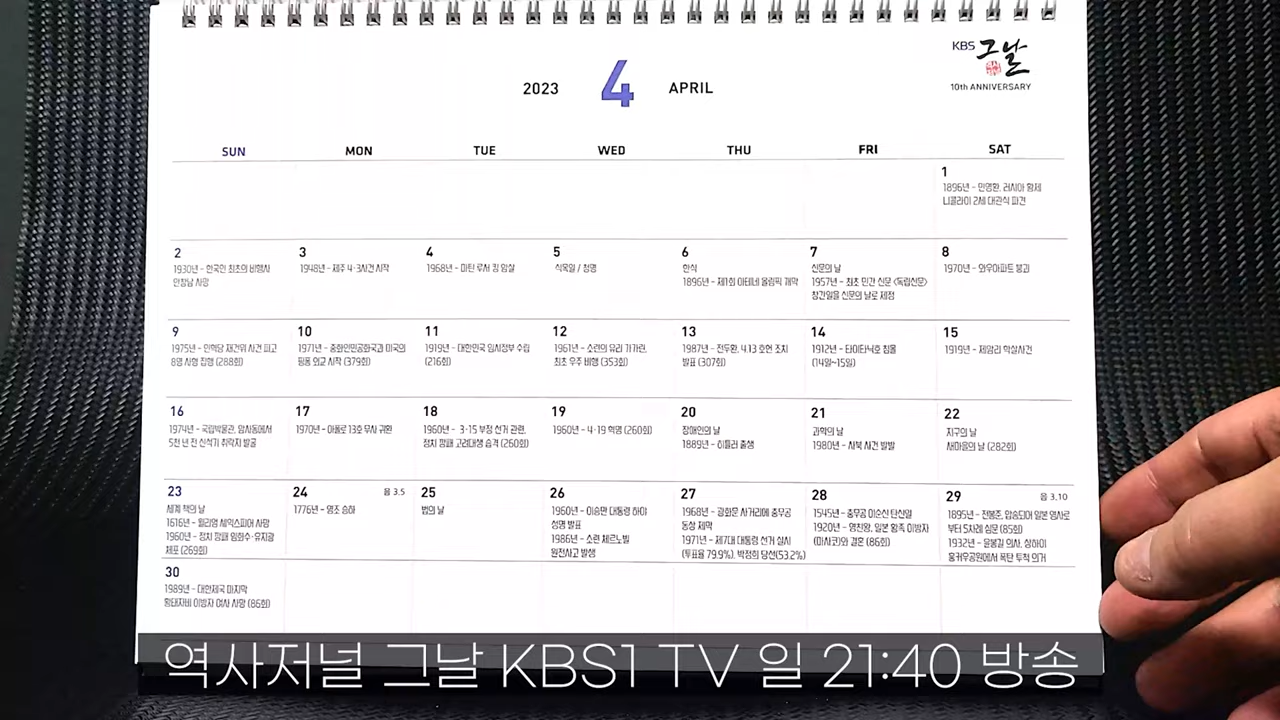 KBS 그날
10th ANNIVERSARY
2023 4 APRIL
SUN MON TUE WED THU FRI SAT
1
1896년 - 민영환, 러시아 황제
니콜라이 2세 대관식 파견
2
1930년 - 한국인 최초의 비행사
안창남 사망
3
1948년 - 제주 4·3사건 시작
4
1968년 - 마틴 루서 킹 암살
5
식목일 / 청명
6
한식
1896년 - 제1회 아테네 올림픽 개막
7
신문의 날
1957년 - 최초 민간 신문 <독립신문>
창간일을 신문의 날로 제정
8
1970년 - 와우아파트 붕괴
9
1975년 - 인혁당 재건위 사건 피고
8명 사형 집행 (288회)
10
1971년 - 중화인민공화국과 미국의
핑퐁 외교 시작 (379회)
11
1919년 - 대한민국 임시정부 수립
(216회)
12
1961년 - 소련의 유리 가가린,
최초 우주 비행 (353회)
13
1987년 - 전두환, 4.13 호헌 조치
발표 (307회)
14
1912년 - 타이타닉호 침몰
(14일~15일)
15
1919년 - 제암리 학살사건
16
1974년 - 국립박물관, 암사동에서
5천 년 전 신석기 취락지 발굴
17
1970년 - 아폴로 13호 무사 귀환
18
1960년 - 3·15 부정 선거 관련,
정치 깡패 고려대생 습격 (260회)
19
1960년 - 4·19 혁명 (260회)
20
장애인의 날
1889년 - 히틀러 출생
21
과학의 날
1980년 - 사북 사건 발발
22
지구의 날
새마을의 날 (282회)
23
세계 책의 날
1616년 - 윌리엄 셰익스피어 사망
1960년 - 정치 깡패 임화수·유지광
체포 (269회)
24 음 3.5
1776년 - 영조 승하
25
법의 날
26
1960년 - 이승만 대통령 하야
성명 발표
1986년 - 소련 체르노빌
원전사고 발생
27
1968년 - 광화문 사거리에 충무공
동상 제막
1971년 - 제7대 대통령 선거 실시
(투표율 79.9%). 박정희 당선(53.2%)
28
1545년 - 충무공 이순신 탄신일
1920년 - 영친왕, 일본 황족 이방자
(마사코)와 결혼 (86회)
29 음 3.10
1895년 - 전봉준, 압송되어 일본 영사로
부터 5차례 심문 (85회)
1932년 - 윤봉길 의사, 상하이
훙커우공원에서 폭탄 투척 의거
30
1989년 - 대한제국 마지막
황태자비 이방자 여사 사망 (86회)
역사저널 그날 KBS1 TV 일 21:40 방송